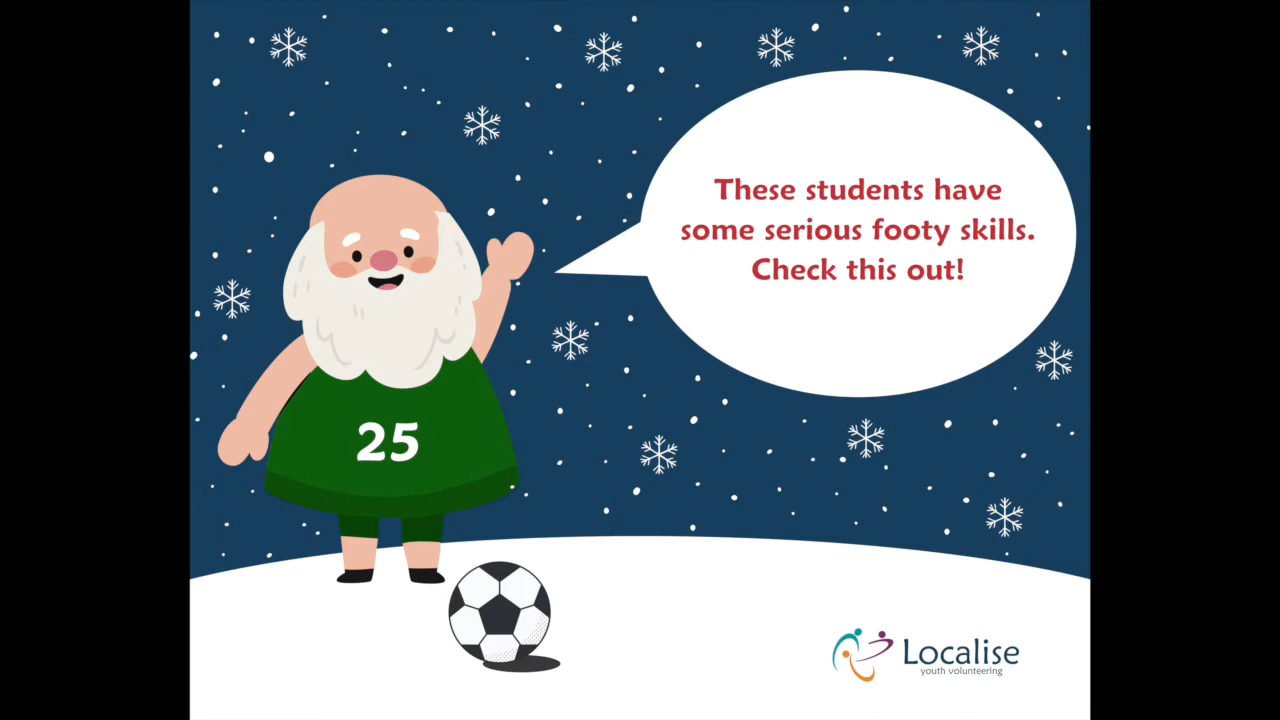 These students have
some serious footy skills.
Check this out!
25
Localise
youth volunteering